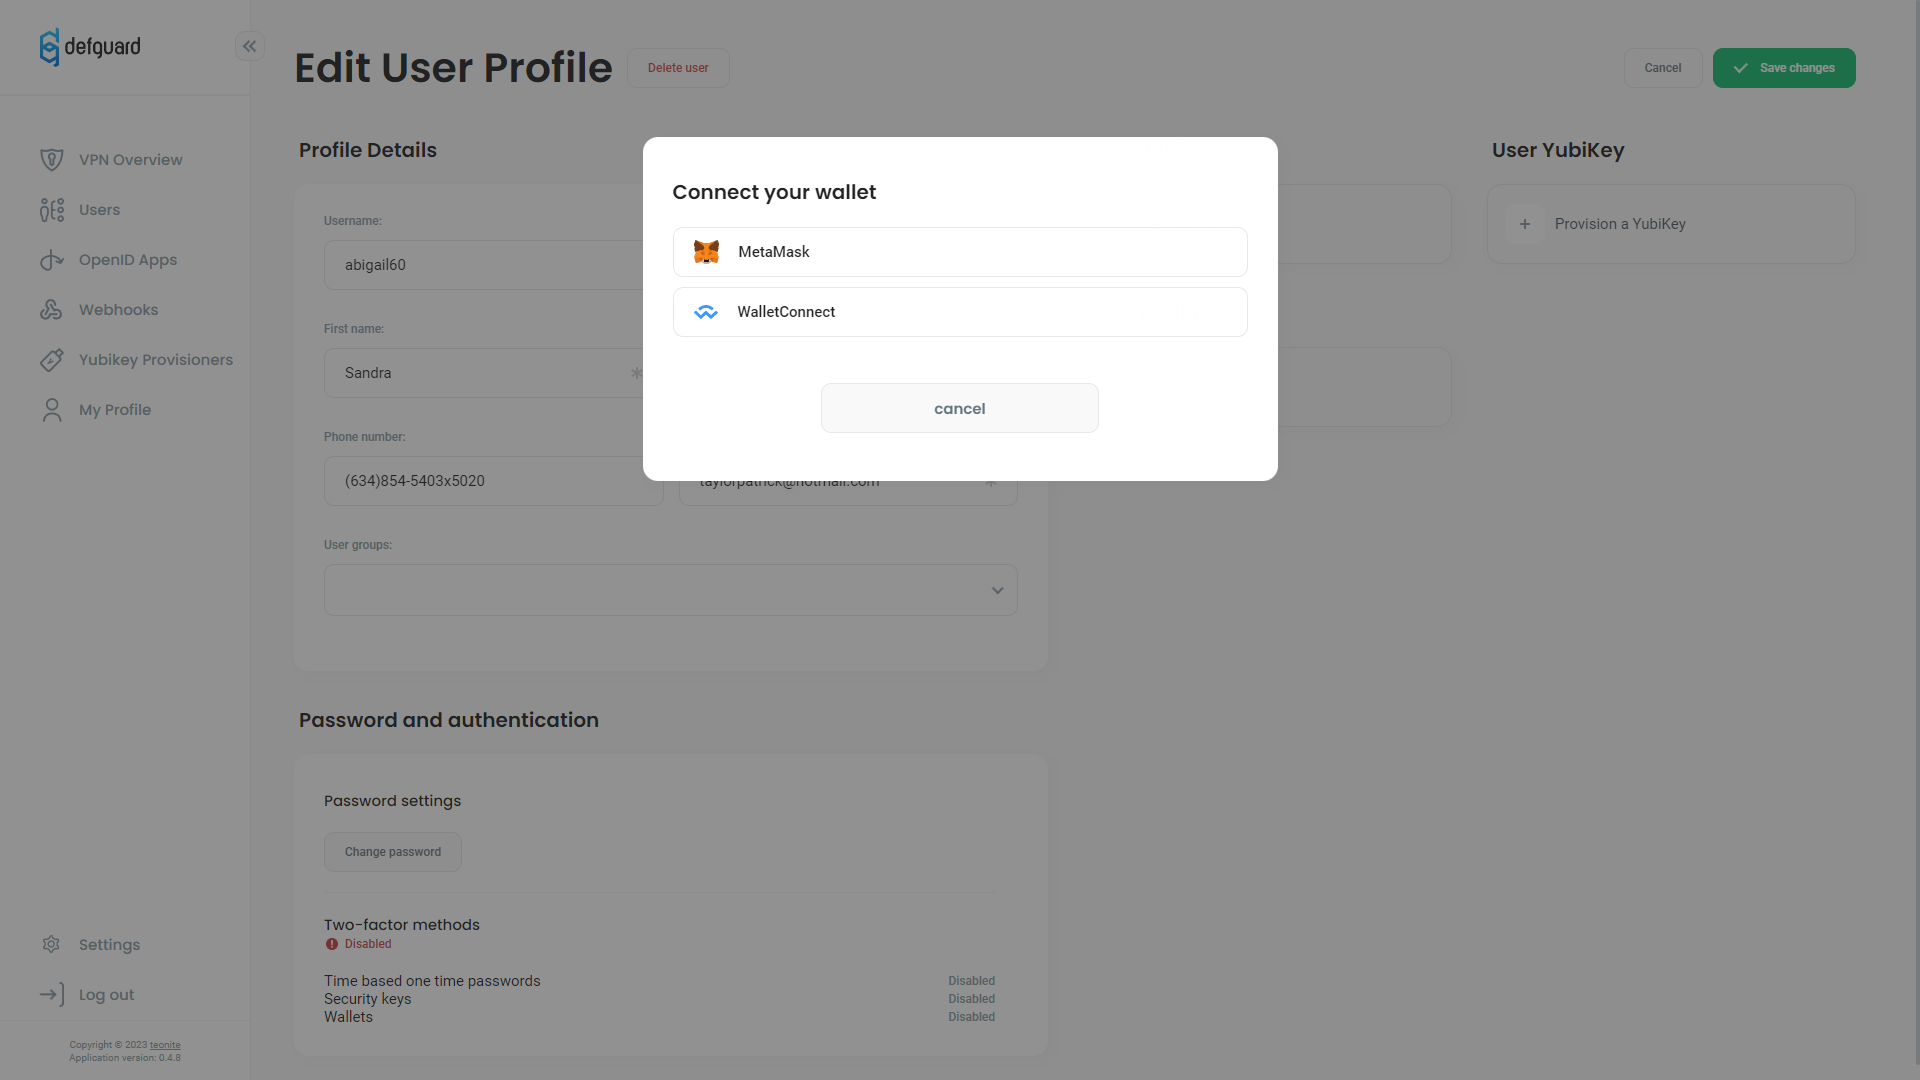 defguard
VPN Overview
Users
OpenID Apps
Webhooks
Yubikey Provisioners
My Profile
Settings
Log out
Copyright © 2023 teonite
Application version: 0.4.8
Edit User Profile
Delete user
Cancel
Save changes
Profile Details
Username:
abigail60
First name:
Sandra
Phone number:
(634)854-5403x5020
taylorpatrick@hotmail.com
User groups:
Password and authentication
Password settings
Change password
Two-factor methods
Disabled
Time based one time passwords Disabled
Security keys Disabled
Wallets Disabled
User YubiKey
Provision a YubiKey
Connect your wallet
MetaMask
WalletConnect
cancel